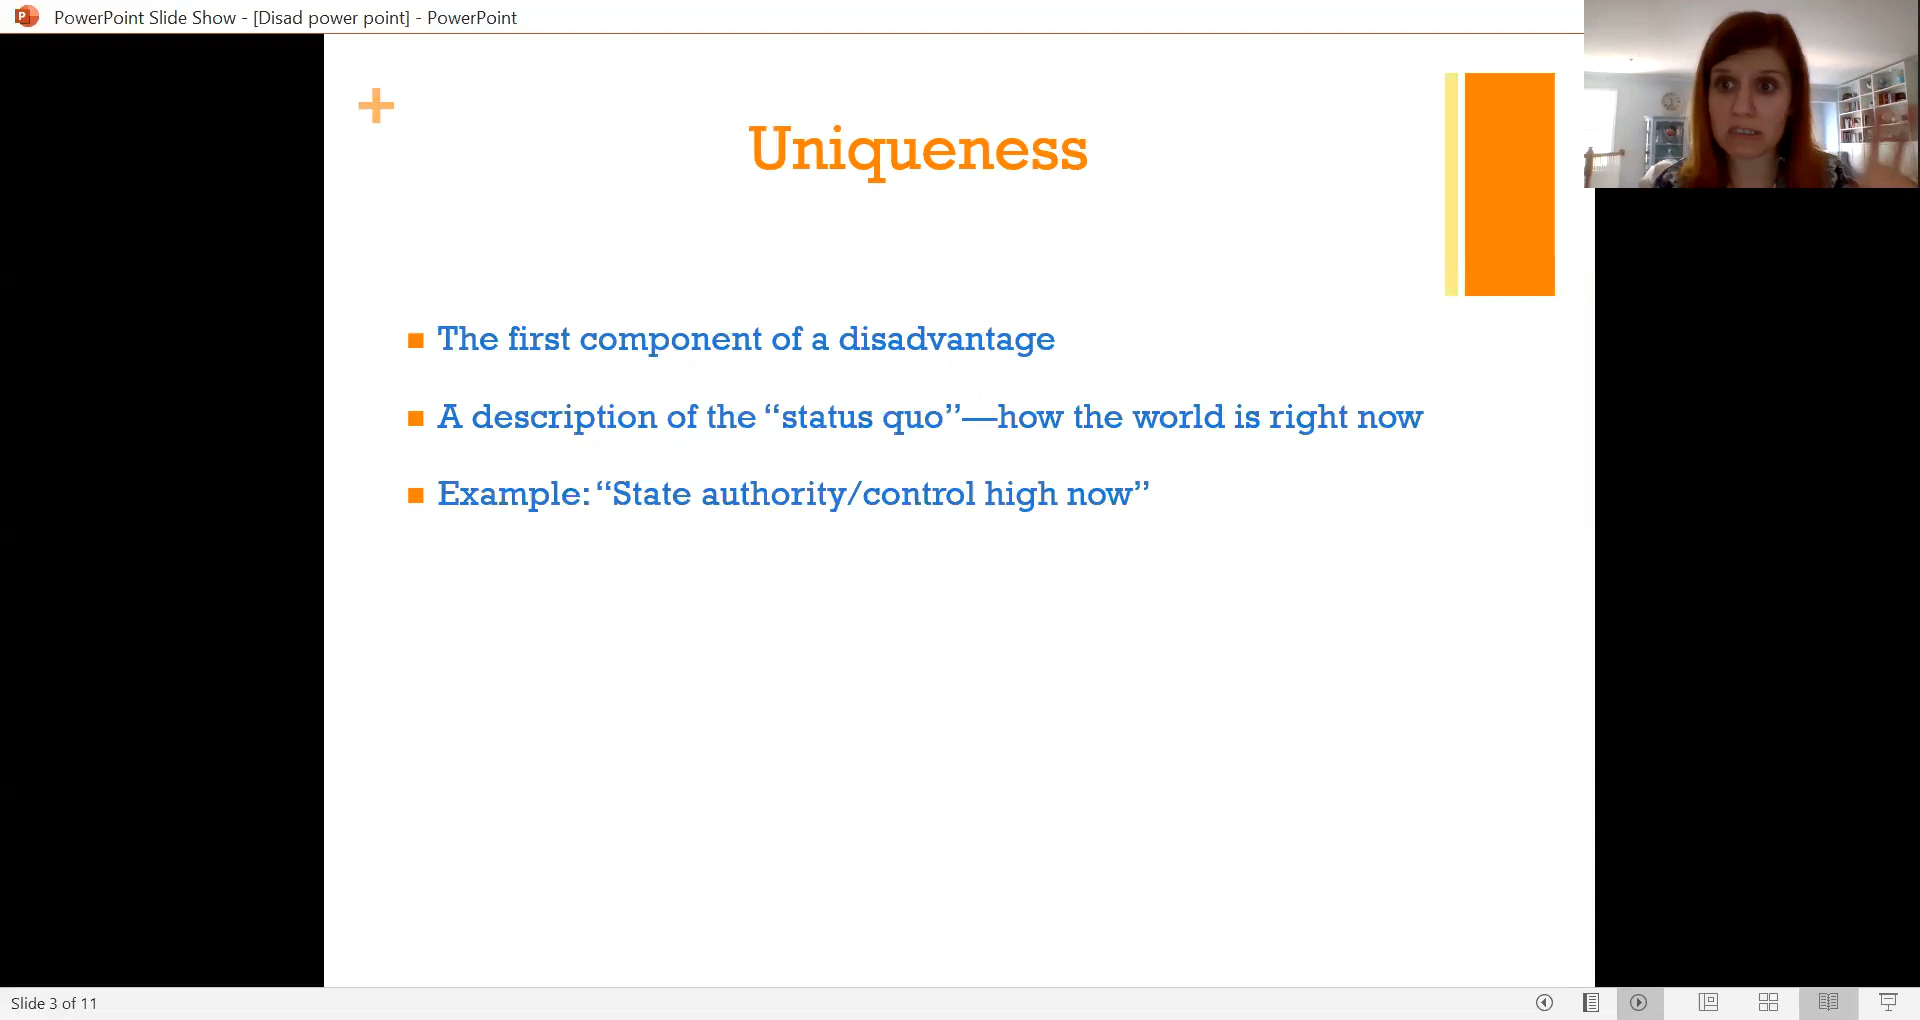 PowerPoint Slide Show - [Disad power point] - PowerPoint
+
Uniqueness
The first component of a disadvantage
A description of the “status quo”—how the world is right now
Example: “State authority/control high now”
Slide 3 of 11